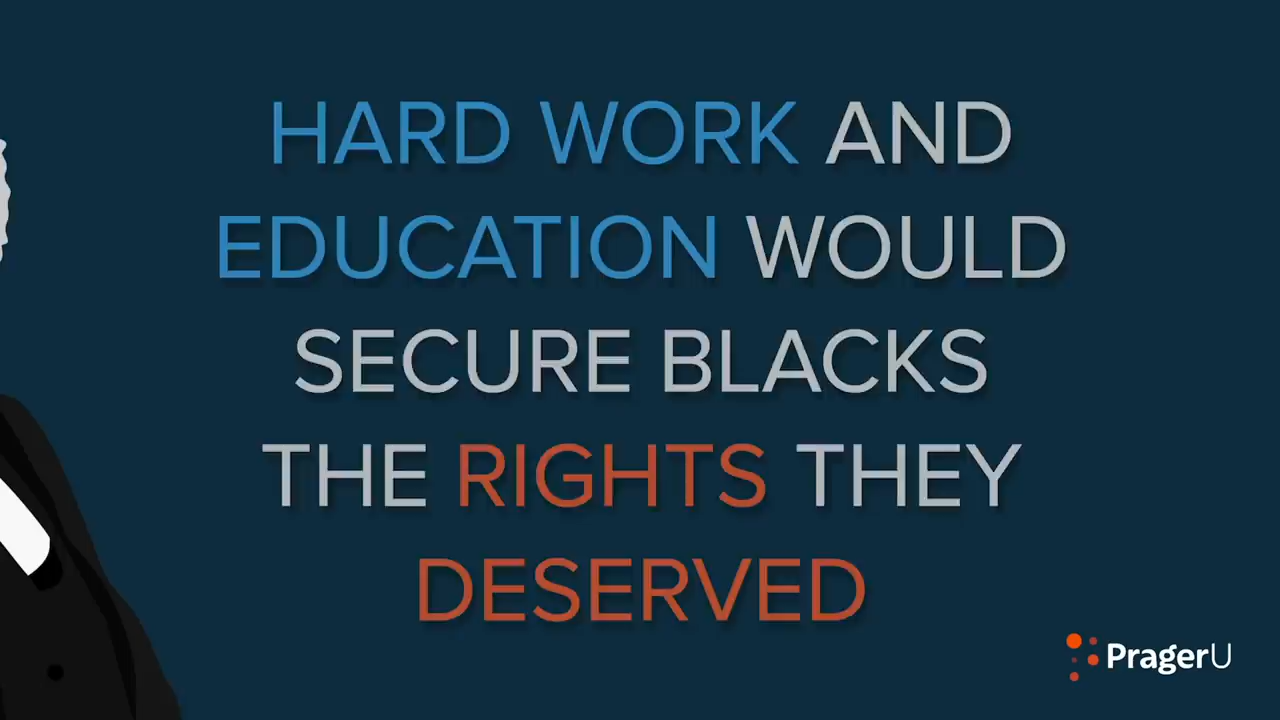 HARD WORK AND
EDUCATION WOULD
SECURE BLACKS
THE RIGHTS THEY
DESERVED
PragerU